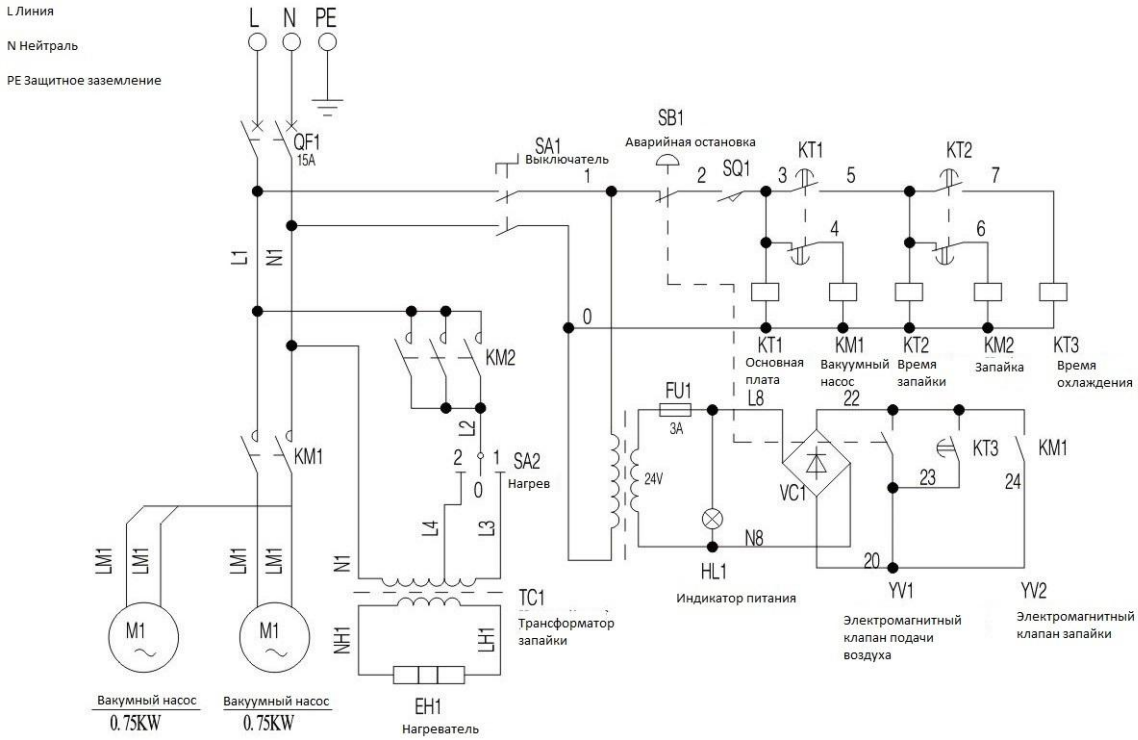 L Линия
N Нейтраль
PE Защитное заземление
L N PE
QF1
15A
SA1
Выключатель
SB1
Аварийная остановка
SQ1
KT1
KT2
1
2
3
5
7
4
6
L1
N1
0
KM2
KT1
Основная
плата
KM1
Вакуумный
насос
KT2
Время
запайки
KM2
Запайка
KT3
Время
охлаждения
L2
2
1
0
SA2
Нагрев
KM1
FU1
3A
L8
22
24V
VC1
KT3
KM1
23
24
L4
L3
N1
N8
20
HL1
Индикатор питания
YV1
Электромагнитный
клапан подачи
воздуха
YV2
Электромагнитный
клапан запайки
LM1
LM1
LM1
LM1
TC1
Трансформатор
запайки
M1
~
M1
~
NH1
LH1
EH1
Нагреватель
Вакумный насос
0.75KW
Вакуумный насос
0.75KW